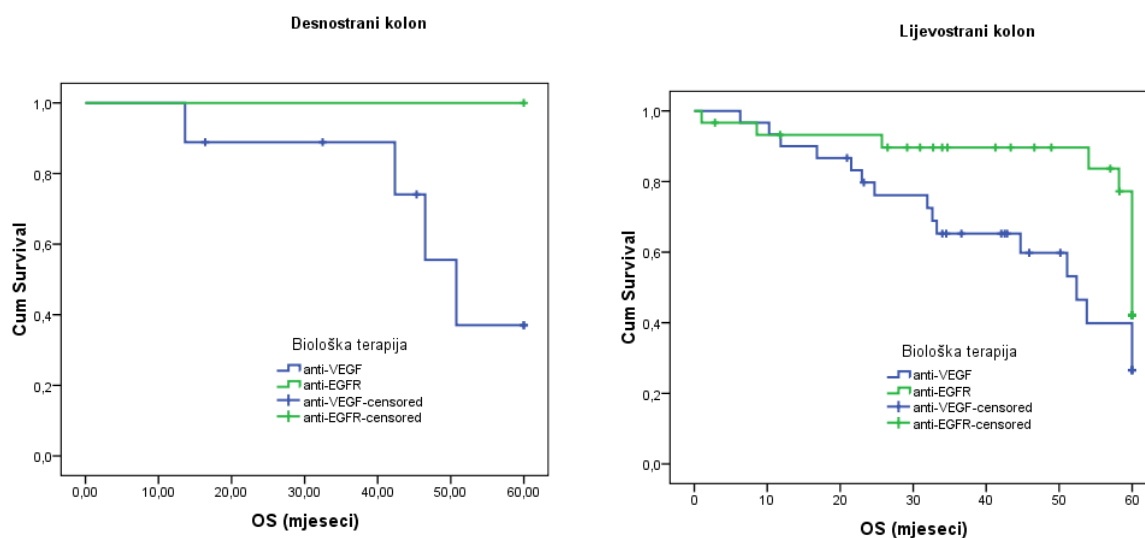 Desnostrani kolon
1,0
0,8
0,6
0,4
0,2
0,0
Cum Survival
Biološka terapija
anti-VEGF
anti-EGFR
anti-VEGF-censored
anti-EGFR-censored
0,00 10,00 20,00 30,00 40,00 50,00 60,00
OS (mjeseci)
Lijevostrani kolon
1,0
0,8
0,6
0,4
0,2
0,0
Cum Survival
Biološka terapija
anti-VEGF
anti-EGFR
anti-VEGF-censored
anti-EGFR-censored
0 10 20 30 40 50 60
OS (mjeseci)